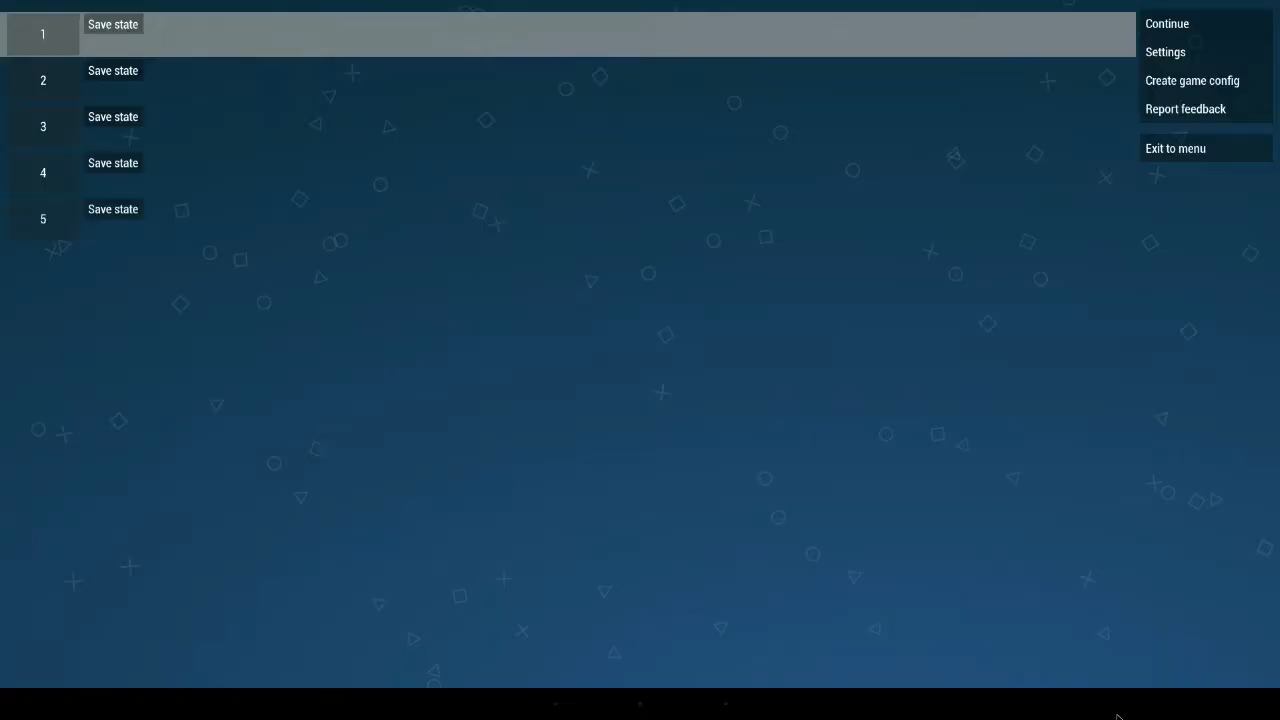 1 Save state
2 Save state
3 Save state
4 Save state
5 Save state
Continue
Settings
Create game config
Report feedback
Exit to menu